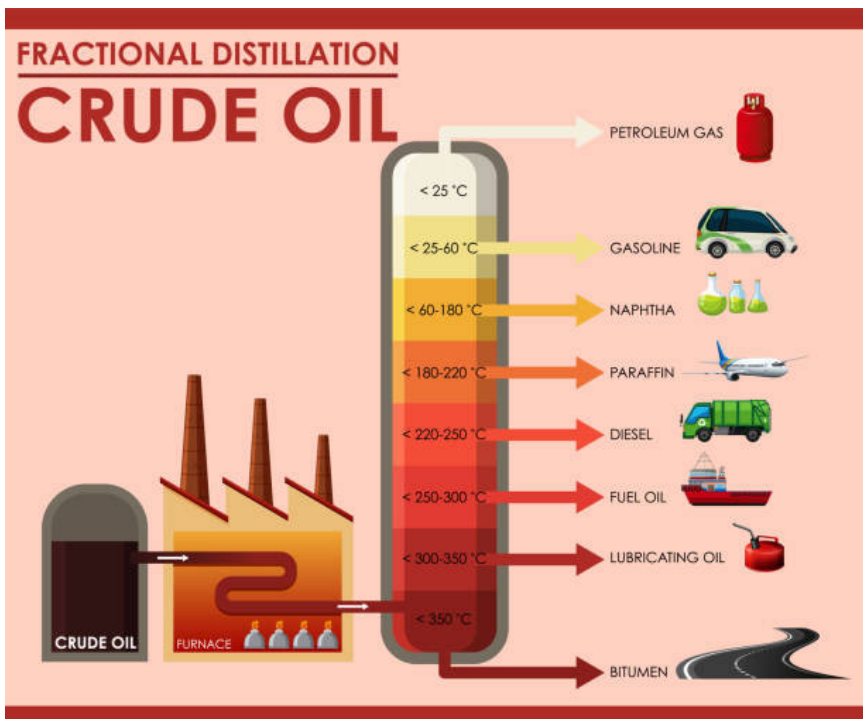 FRACTIONAL DISTILLATION
CRUDE OIL
PETROLEUM GAS
< 25 °C
< 25-60 °C
GASOLINE
< 60-180 °C
NAPHTHA
< 180-220 °C
PARAFFIN
< 220-250 °C
DIESEL
< 250-300 °C
FUEL OIL
< 300-350 °C
LUBRICATING OIL
< 350 °C
CRUDE OIL
FURNACE
BITUMEN